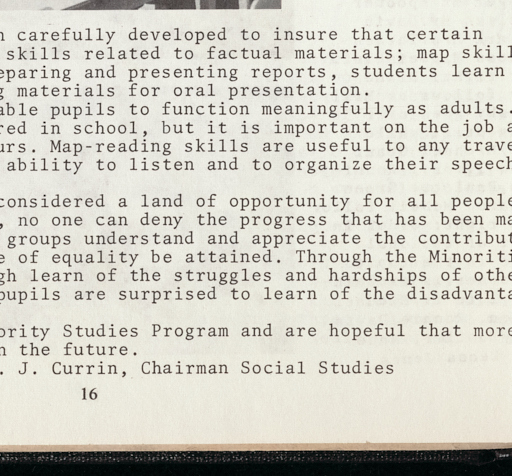 carefully developed to insure that certain
skills related to factual materials; map skill
eparing and presenting reports, students learn
g materials for oral presentation.
able pupils to function meaningfully as adults.
red in school, but it is important on the job a
urs. Map-reading skills are useful to any trave
ability to listen and to organize their speech
considered a land of opportunity for all people
, no one can deny the progress that has been ma
groups understand and appreciate the contribut
e of equality be attained. Through the Minoriti
gh learn of the struggles and hardships of othe
pupils are surprised to learn of the disadvanta
ority Studies Program and are hopeful that more
n the future.
. J. Currin, Chairman Social Studies
16